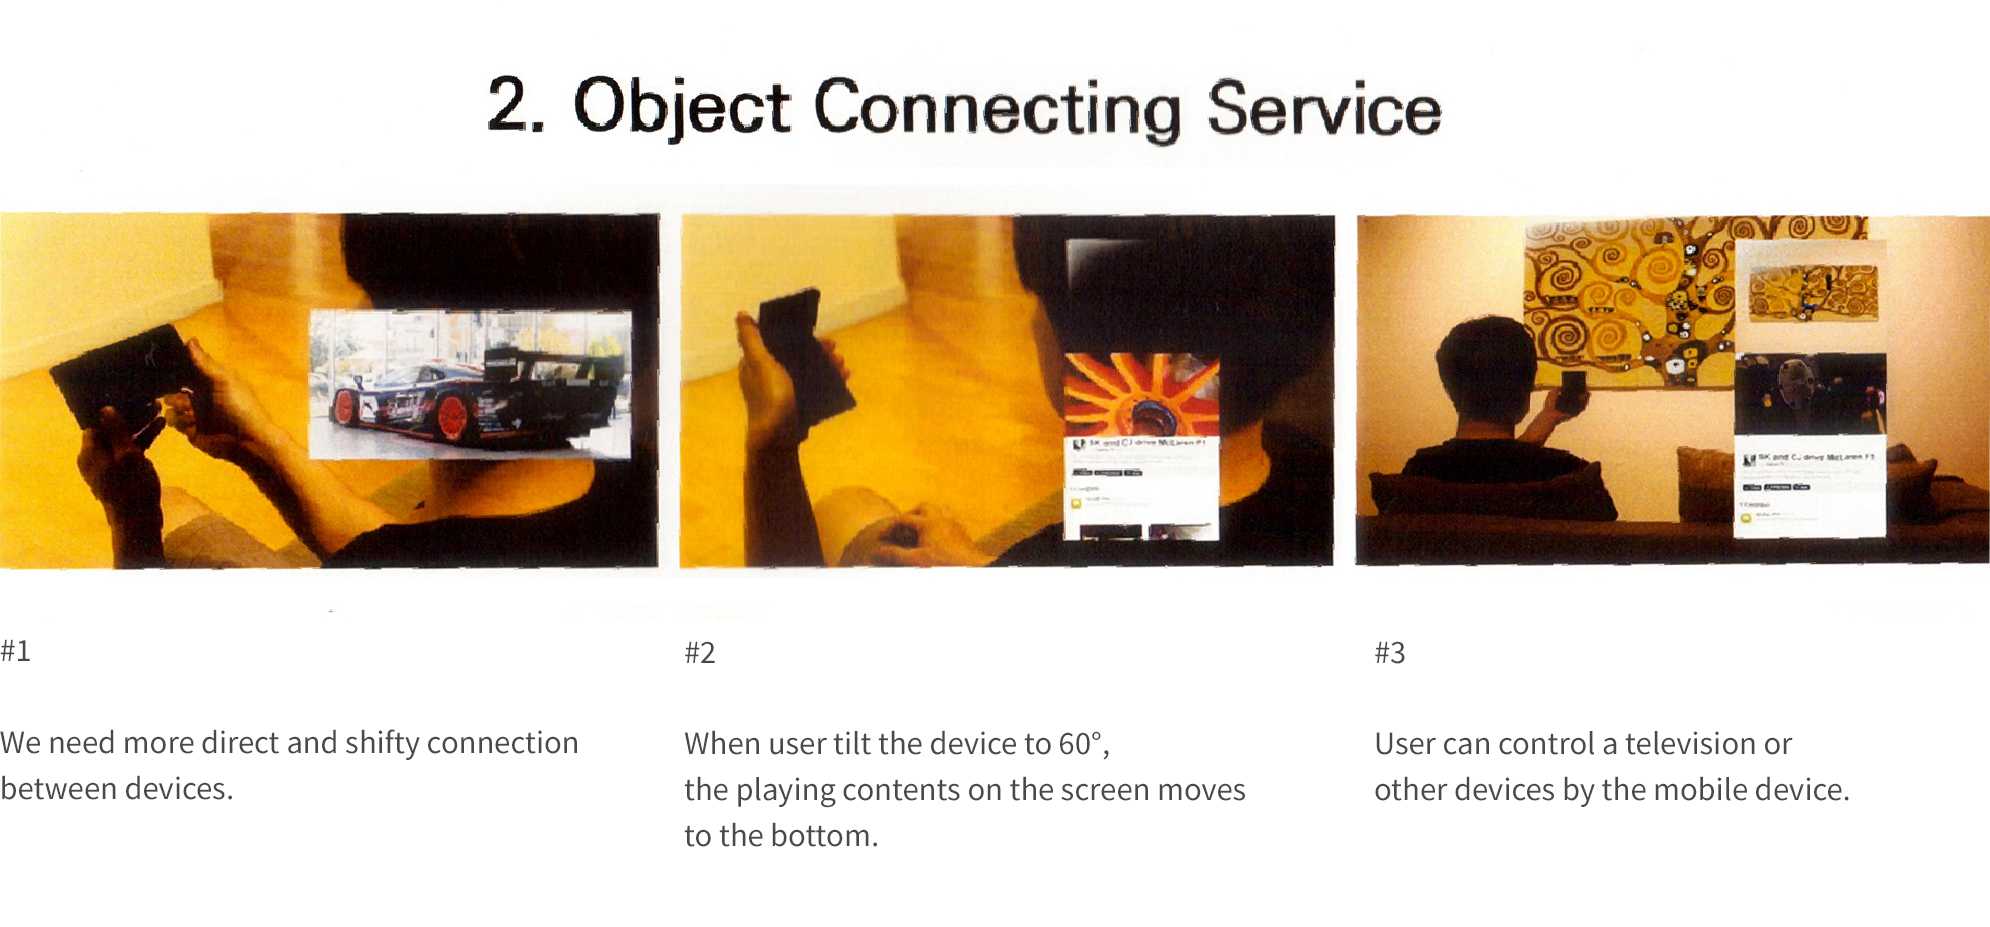 2. Object Connecting Service
SK and CJ drive McLaren F1
SK and CJ drive McLaren F1
#1
We need more direct and shifty connection
between devices.
#2
When user tilt the device to 60°,
the playing contents on the screen moves
to the bottom.
#3
User can control a television or
other devices by the mobile device.